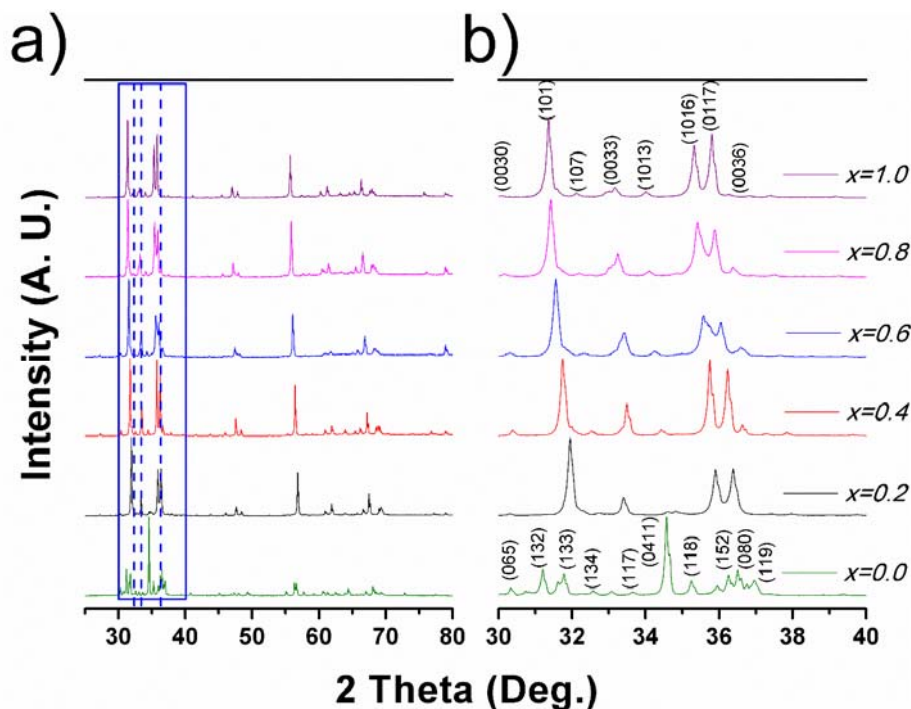 a)
b)
Intensity (A. U.)
(0030)
(101)
(107)
(0033)
(1013)
(1016)
(0117)
(0036)
x=1.0
x=0.8
x=0.6
x=0.4
x=0.2
(065)
(132)
(133)
(134)
(117)
(0411)
(118)
(152)
(080)
(119)
x=0.0
30 40 50 60 70 80
30 32 34 36 38 40
2 Theta (Deg.)